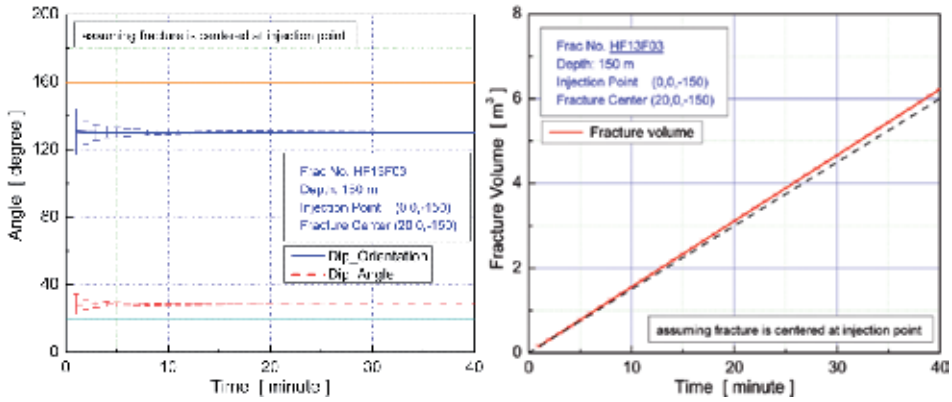 200
160
120
80
40
0
Angle [ degree ]
assuming fracture is centered at injection point
Frac No. HF13F03
Depth: 150 m
Injection Point (0,0,-150)
Fracture Center (20,0,-150)
Dip_Orientation
Dip_Angle
0 10 20 30 40
Time [ minute ]
8
6
4
2
0
Fracture Volume [ m³ ]
Frac No. HF13F03
Depth: 150 m
Injection Point (0,0,-150)
Fracture Center (20,0,-150)
Fracture volume
assuming fracture is centered at injection point
0 10 20 30 40
Time [ minute ]